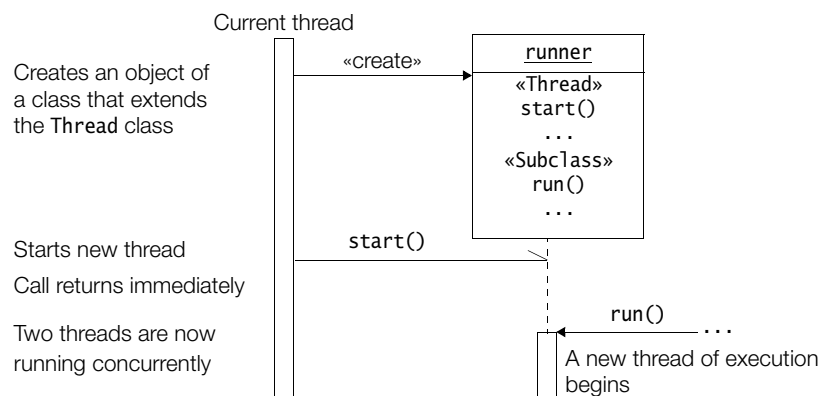 Current thread
Creates an object of
a class that extends
the Thread class
«create»
runner
«Thread»
start()
...
«Subclass»
run()
...
Starts new thread
start()
Call returns immediately
Two threads are now
running concurrently
run()
...
A new thread of execution
begins